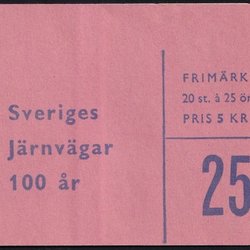 Sveriges
Järnvägar
100 år
FRIMÄRK
20 st. à 25 ör
PRIS 5 KR
25